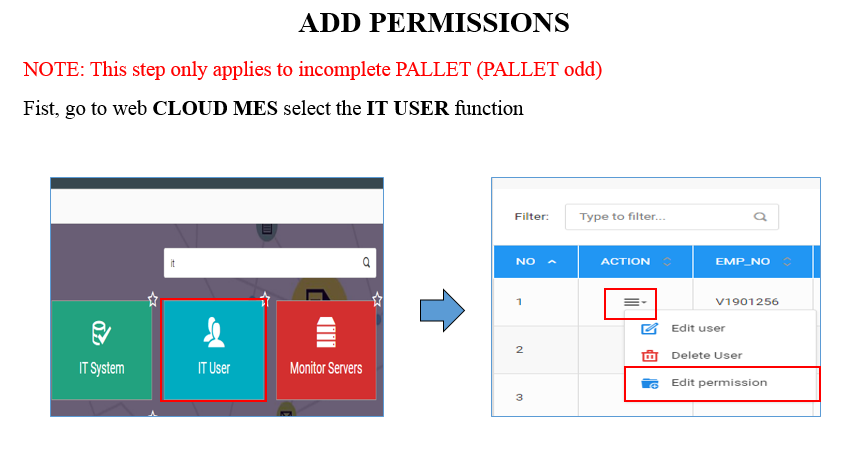 ADD PERMISSIONS
NOTE: This step only applies to incomplete PALLET (PALLET odd)
Fist, go to web CLOUD MES select the IT USER function
it
IT System
IT User
Monitor Servers
Filter:
Type to filter...
NO
ACTION
EMP_NO
1
V1901256
Edit user
2
Delete User
Edit permission
3